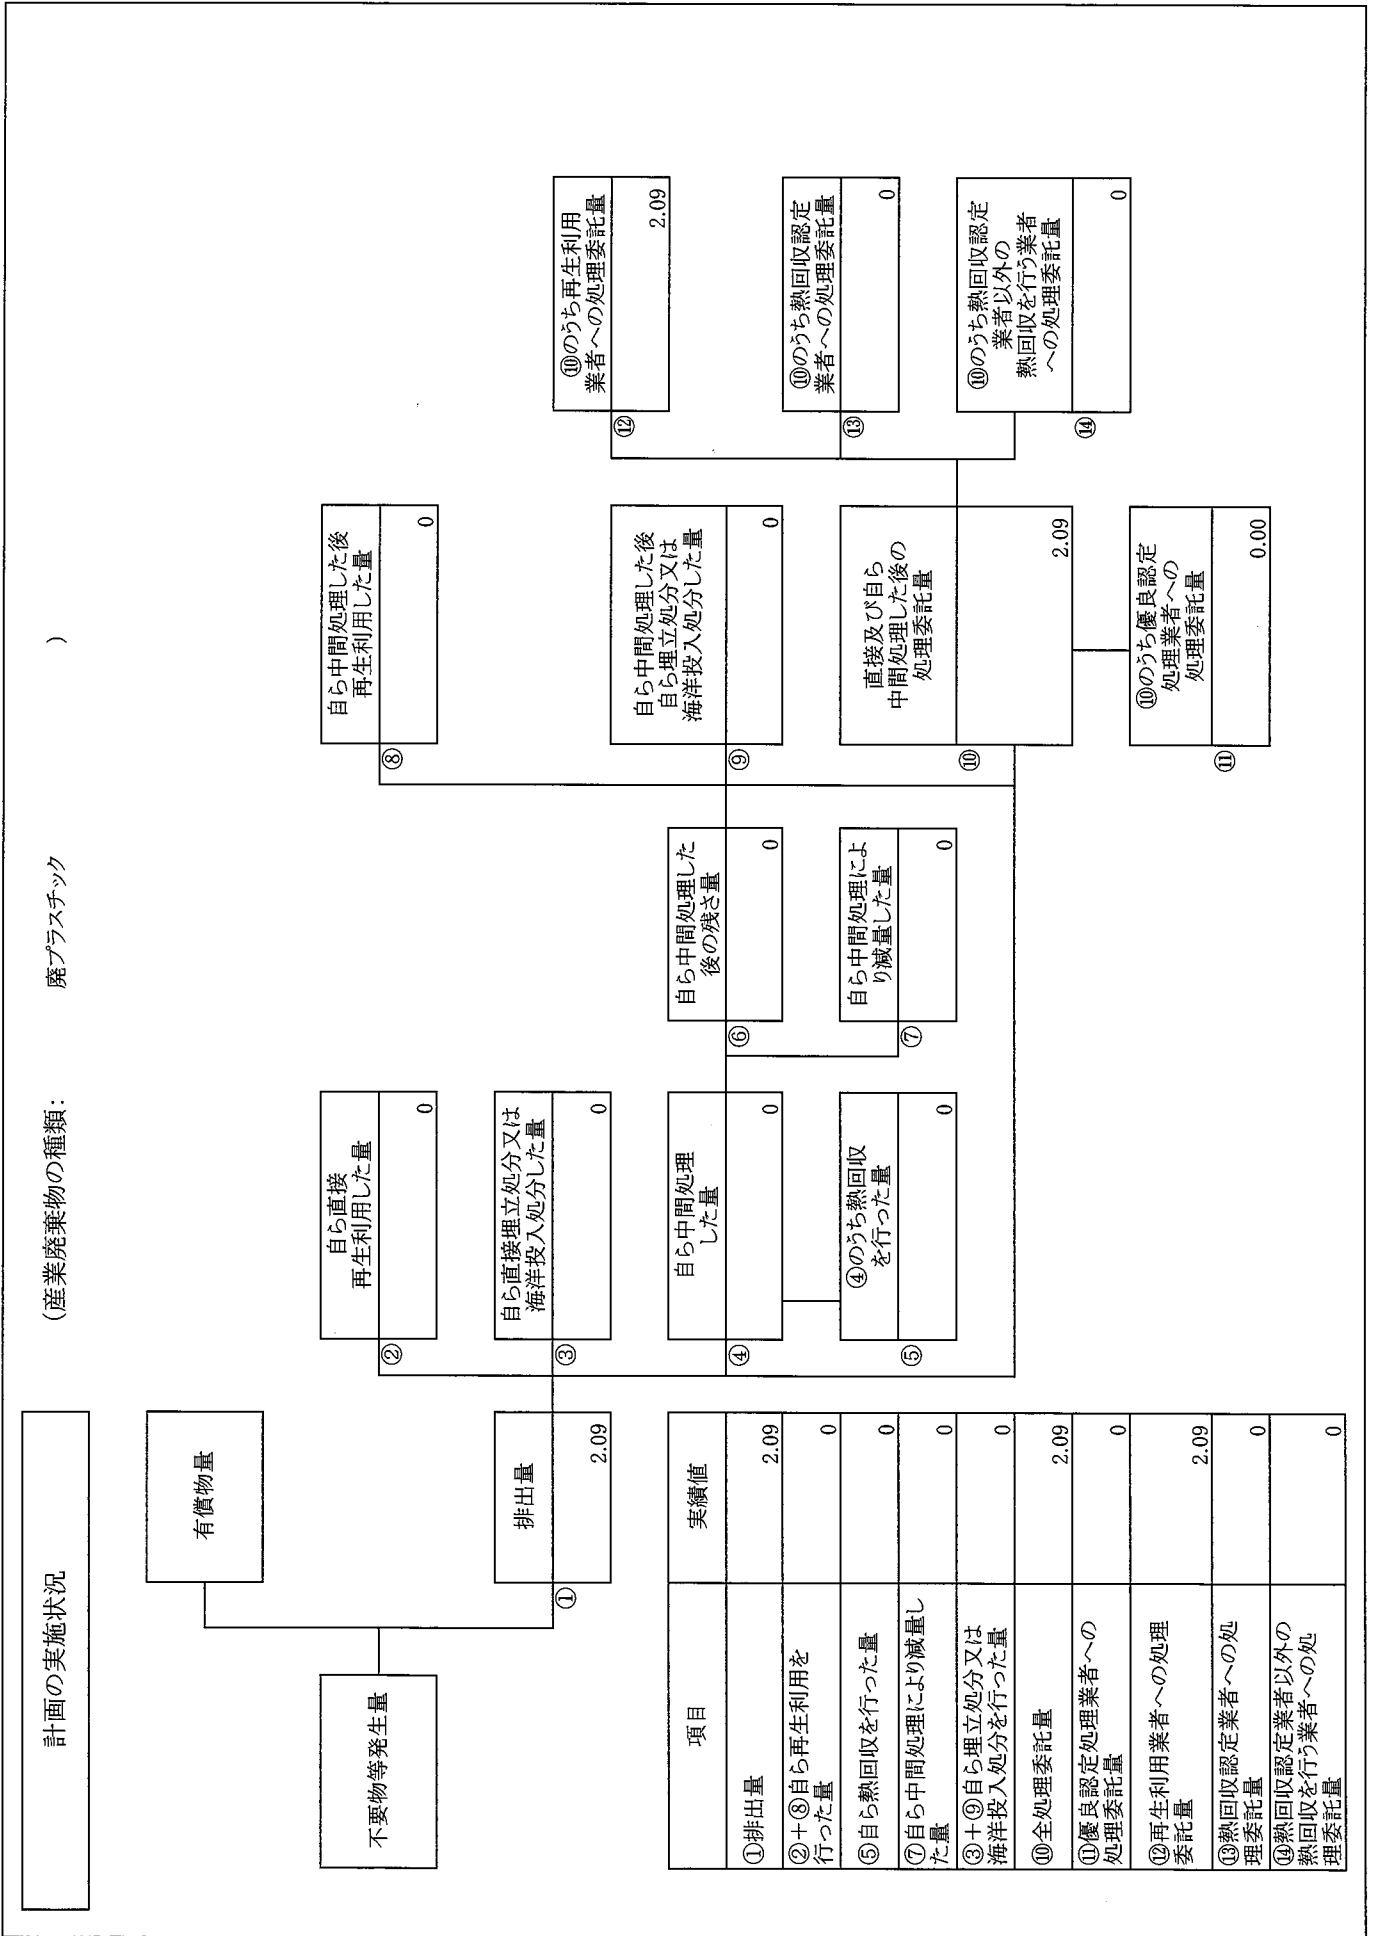 計画の実施状況
(産業廃棄物の種類: 廃プラスチック )
不要物等発生量
有償物量
排出量
①
2.09
自ら直接
再生利用した量
②
0
自ら直接埋立処分又は
海洋投入処分した量
③
0
自ら中間処理
した量
④
0
④のうち熱回収
を行った量
⑤
0
自ら中間処理した
後の残さ量
⑥
0
自ら中間処理によ
り減量した量
⑦
0
自ら中間処理した後
再生利用した量
⑧
0
自ら中間処理した後
自ら埋立処分又は
海洋投入処分した量
⑨
0
直接及び自ら
中間処理した後の
処理委託量
⑩
2.09
⑩のうち優良認定
処理業者への
処理委託量
⑪
0.00
⑩のうち再生利用
業者への処理委託量
⑫
2.09
⑩のうち熱回収認定
業者への処理委託量
⑬
0
⑩のうち熱回収認定
業者以外の
熱回収を行う業者
への処理委託量
⑭
0
項目 実績値
①排出量 2.09
②+⑧自ら再生利用を
行った量 0
⑤自ら熱回収を行った量 0
⑦自ら中間処理により減量し
た量 0
③+⑨自ら埋立処分又は
海洋投入処分を行った量 0
⑩全処理委託量 2.09
⑪優良認定処理業者への
処理委託量 0
⑫再生利用業者への処理
委託量 2.09
⑬熱回収認定業者への処
理委託量 0
⑭熱回収認定業者以外の
熱回収を行う業者への処
理委託量 0